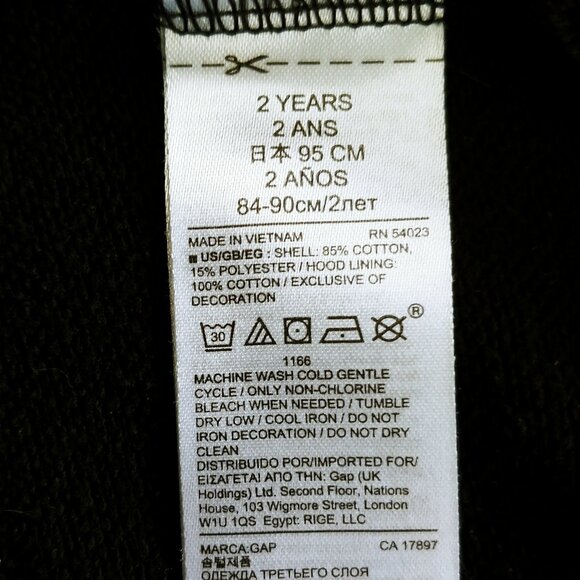 2 YEARS
2 ANS
日本 95 CM
2 AÑOS
84-90см/2лет
MADE IN VIETNAM RN 54023
US/GB/EG : SHELL: 85% COTTON,
15% POLYESTER / HOOD LINING:
100% COTTON / EXCLUSIVE OF
DECORATION
30 ®
1166
MACHINE WASH COLD GENTLE
CYCLE / ONLY NON-CHLORINE
BLEACH WHEN NEEDED / TUMBLE
DRY LOW / COOL IRON / DO NOT
IRON DECORATION / DO NOT DRY
CLEAN
DISTRIBUIDO POR/IMPORTED FOR/
ΕΙΣΑΓΕΤΑΙ ΑΠΟ ΤΗΝ: Gap (UK
Holdings) Ltd. Second Floor, Nations
House, 103 Wigmore Street, London
W1U 1QS Egypt: RIGE, LLC
MARCA:GAP CA 17897
솜털제품
ОДЕЖДА ТРЕТЬЕГО СЛОЯ